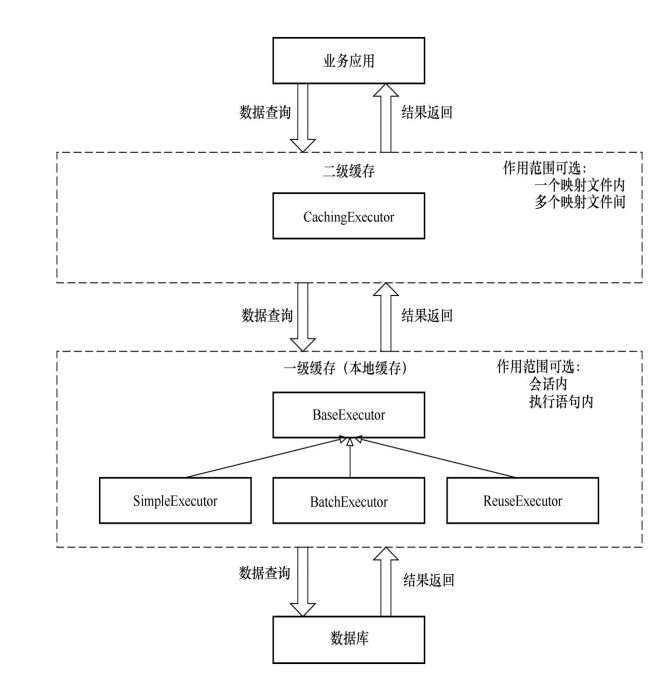 业务应用
数据查询
结果返回
二级缓存
作用范围可选:
一个映射文件内
多个映射文件间
CachingExecutor
数据查询
结果返回
一级缓存（本地缓存）
作用范围可选:
会话内
执行语句内
BaseExecutor
SimpleExecutor
BatchExecutor
ReuseExecutor
数据查询
结果返回
数据库